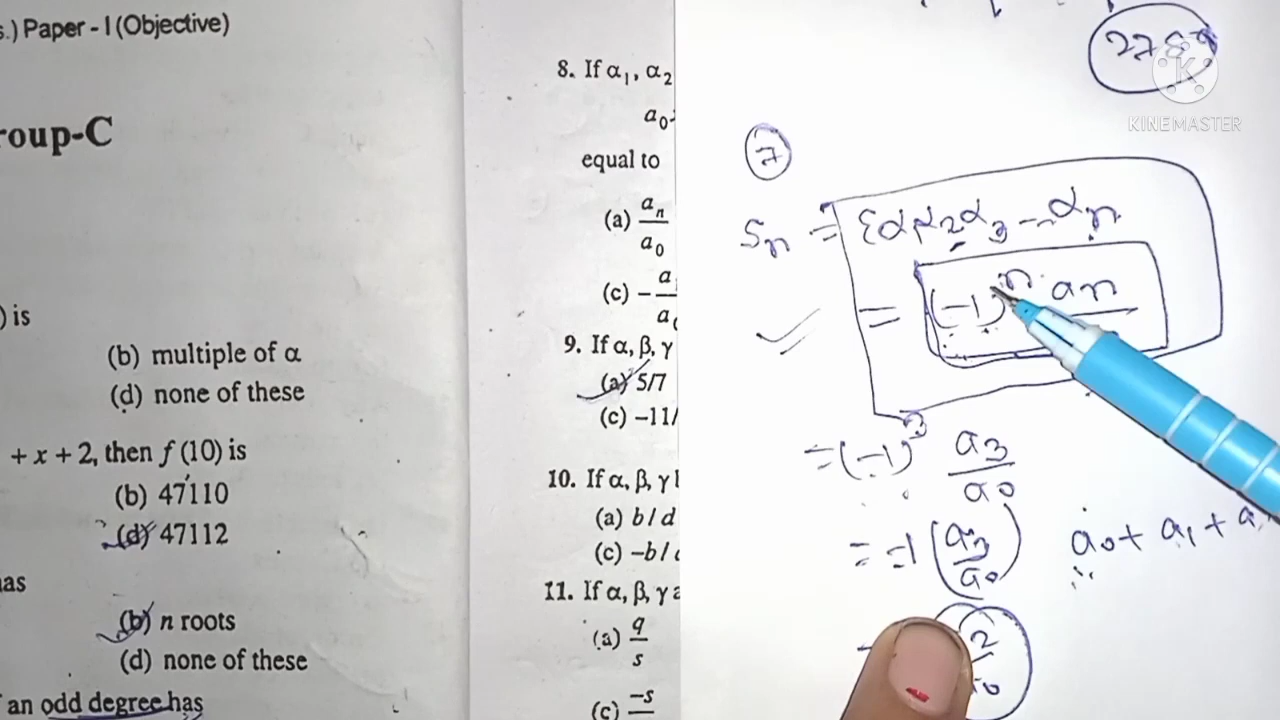 s.) Paper - I (Objective)
roup-C
) is
(b) multiple of α
(d) none of these
+ x + 2, then f (10) is
(b) 47110
(d) 47112
has
(b) n roots
(d) none of these
an odd degree has
8. If α₁, α₂
a₀
equal to
(a) aₙ/a₀
(c) – a
9. If α, β, γ
(a) 5/7
(c) –11/
10. If α, β, γ
(a) b / d
(c) –b /
11. If α, β, γ
(a) q/s
(c) –s
KINEMASTER
7
Sₙ = Σα₁α₂α₃ --- αₙ
= (-1)ⁿ aₙ
= (-1)³ a₃/a₀
= -1 (a₃/a₀)
a₀ + a₁ +